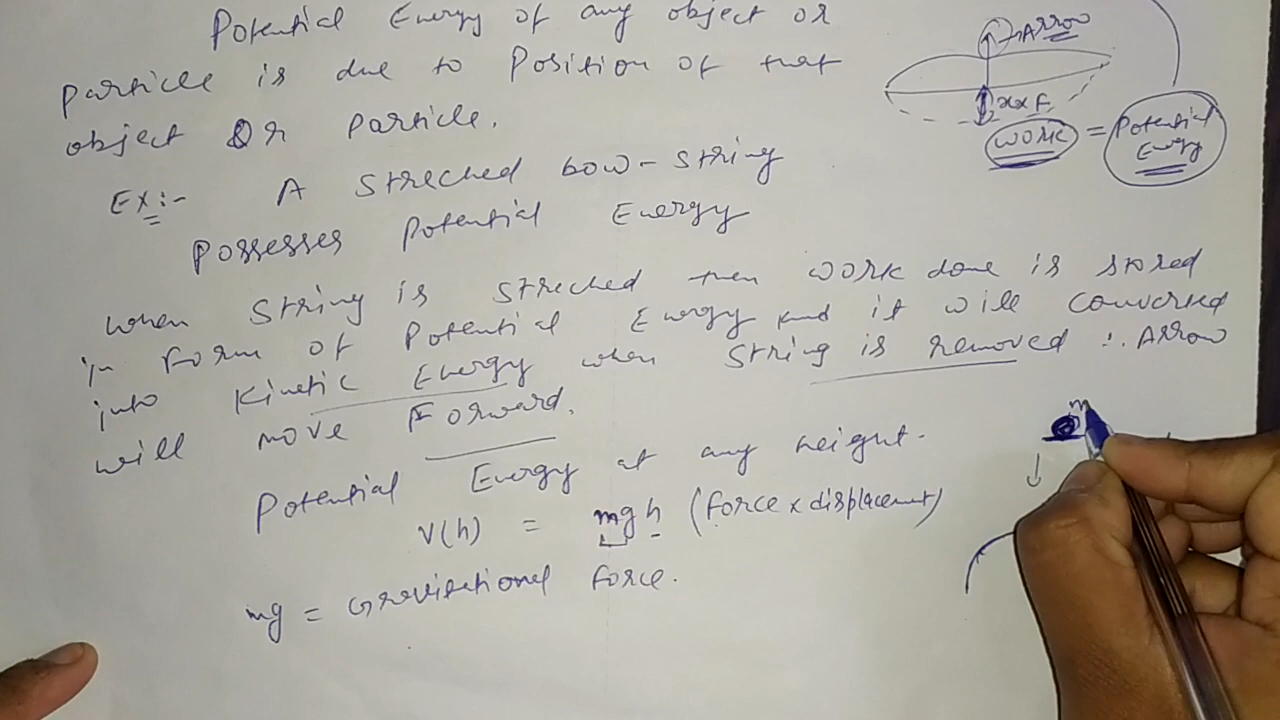 Potential Energy of any object or
particle is due to Position of that
object Or Particle.
Ex:- A streched bow-string
Possesses Potential Energy
when string is streched then work done is stored
in form of Potential Energy and it will converted
into kinetic Energy when string is removed ∴ Arrow
will move Forward.
Potential Energy at any height.
V(h) = mgh (force x displacement)
mg = Gravitational force.
Arrow
x x F
work = Potential
Energy
m